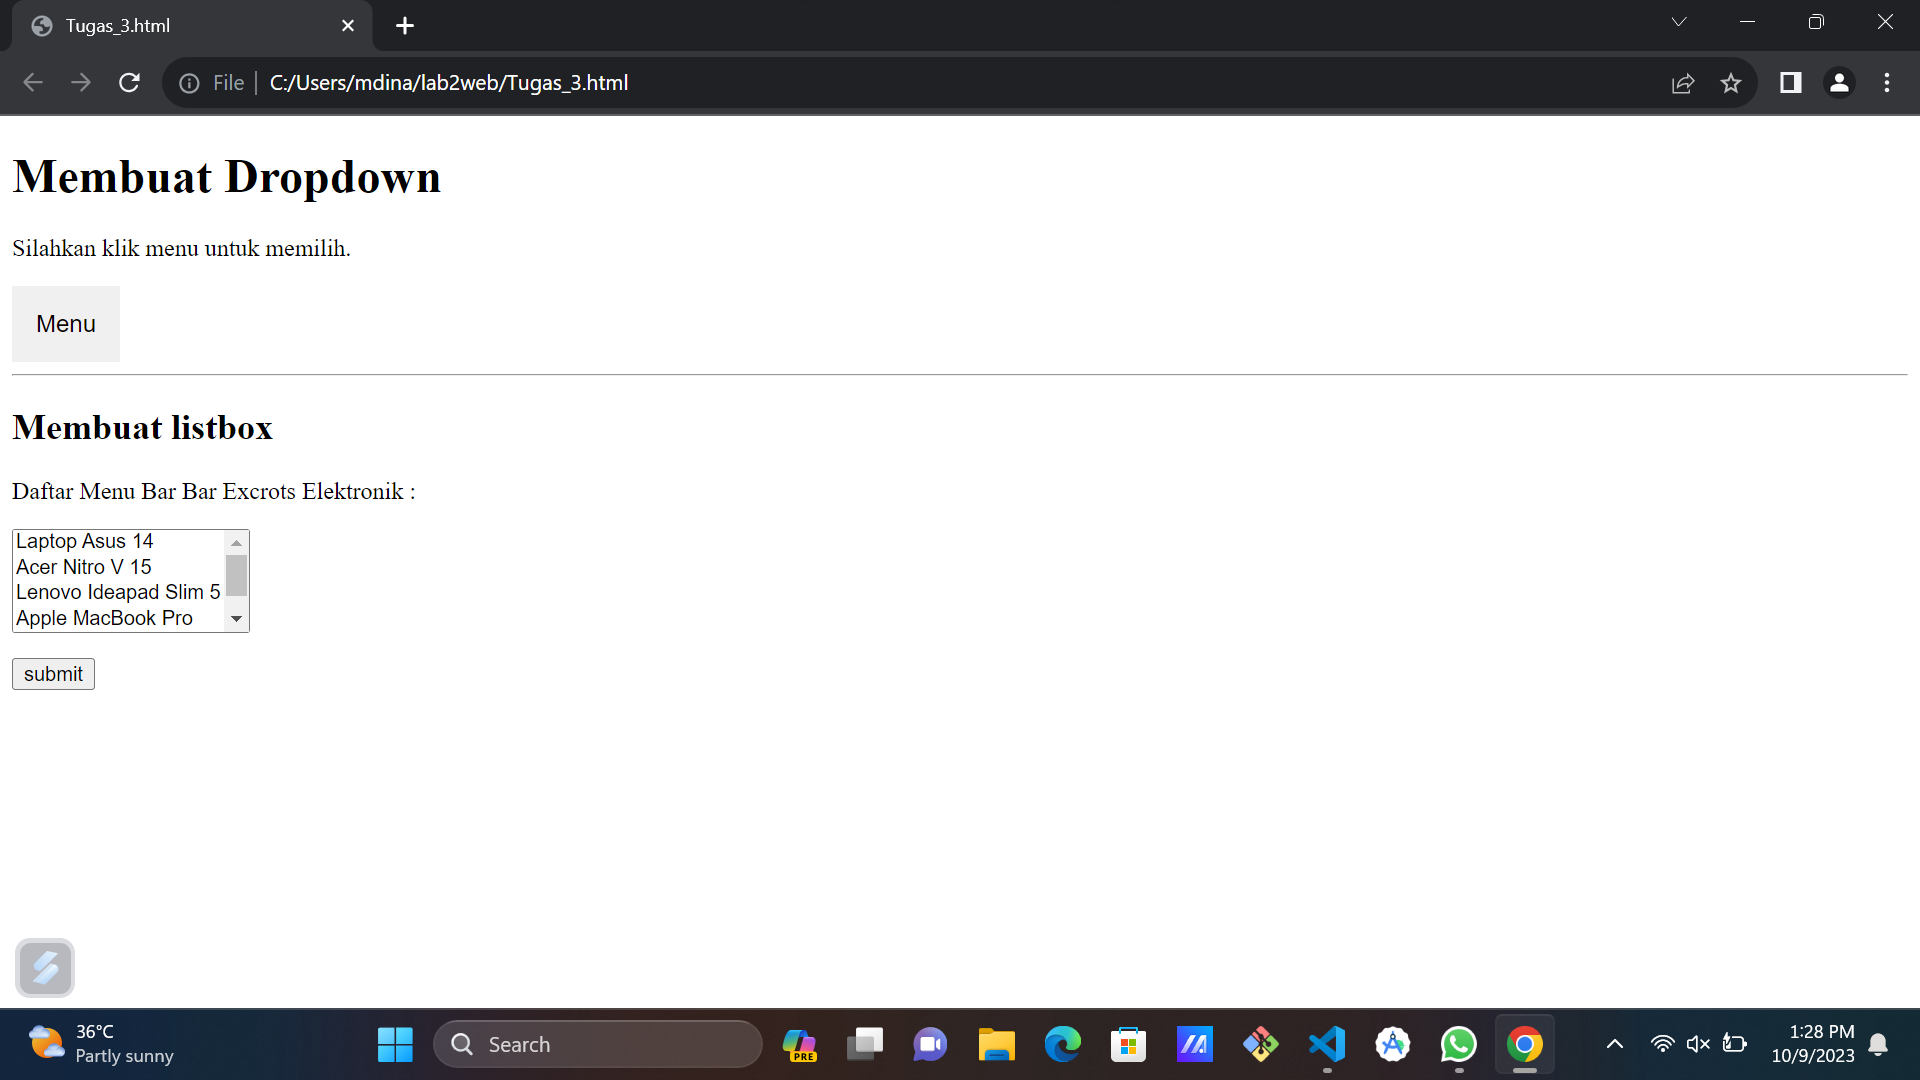 Tugas_3.html
File
C:/Users/mdina/lab2web/Tugas_3.html
Membuat Dropdown
Silahkan klik menu untuk memilih.
Menu
Membuat listbox
Daftar Menu Bar Bar Excrots Elektronik :
Laptop Asus 14
Acer Nitro V 15
Lenovo Ideapad Slim 5
Apple MacBook Pro
submit
36°C
Partly sunny
Search
PRE
1:28 PM
10/9/2023